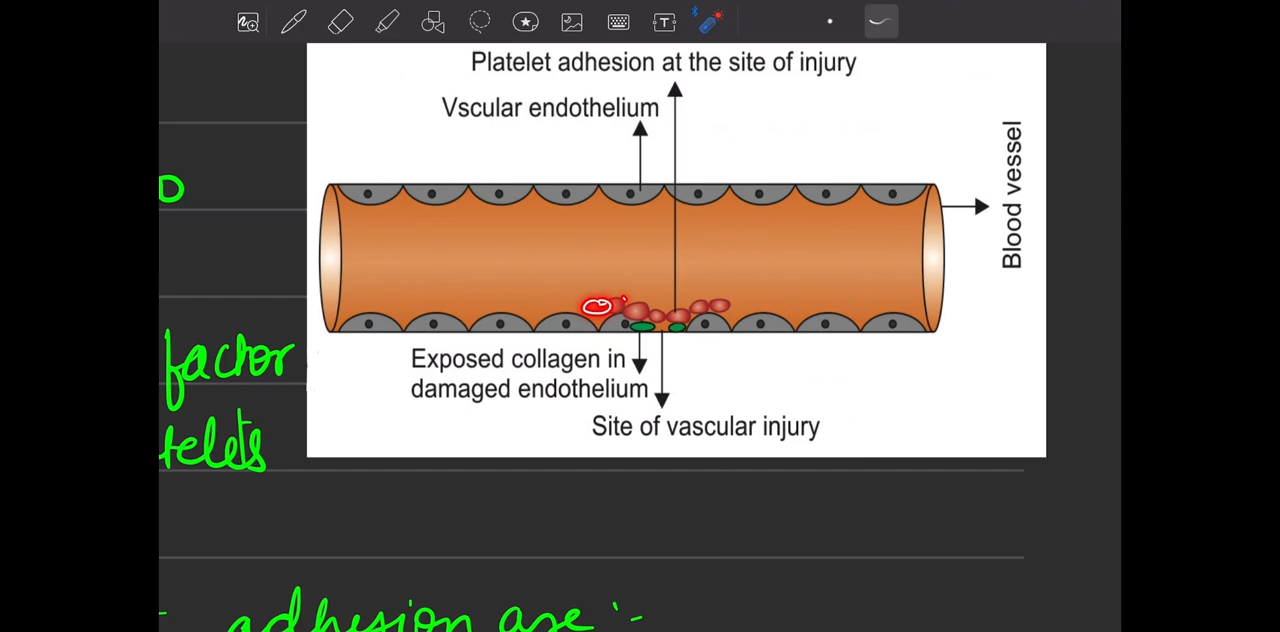 Platelet adhesion at the site of injury
Vscular endothelium
Blood vessel
factor
telets
Exposed collagen in
damaged endothelium
Site of vascular injury
adhesion are :-